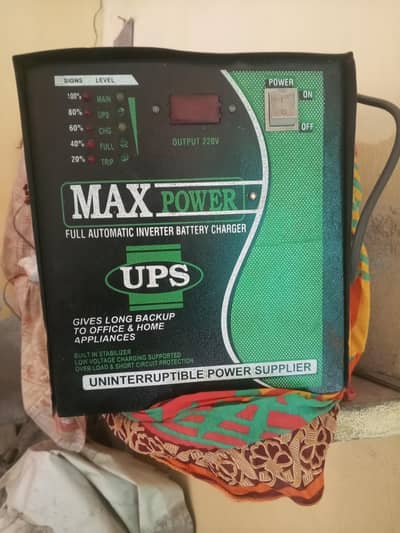 SIGNS LEVEL
100% MAIN
80% UPS
60% CHG
40% FULL
20% TRIP
OUTPUT 220V
POWER
ON
OFF
MAX POWER
FULL AUTOMATIC INVERTER BATTERY CHARGER
UPS
GIVES LONG BACKUP
TO OFFICE & HOME
APPLIANCES
BUILT IN STABILIZER
LOW VOLTAGE CHARGING SUPPORTED
OVER LOAD & SHORT CIRCUIT PROTECTION
UNINTERRUPTIBLE POWER SUPPLIER